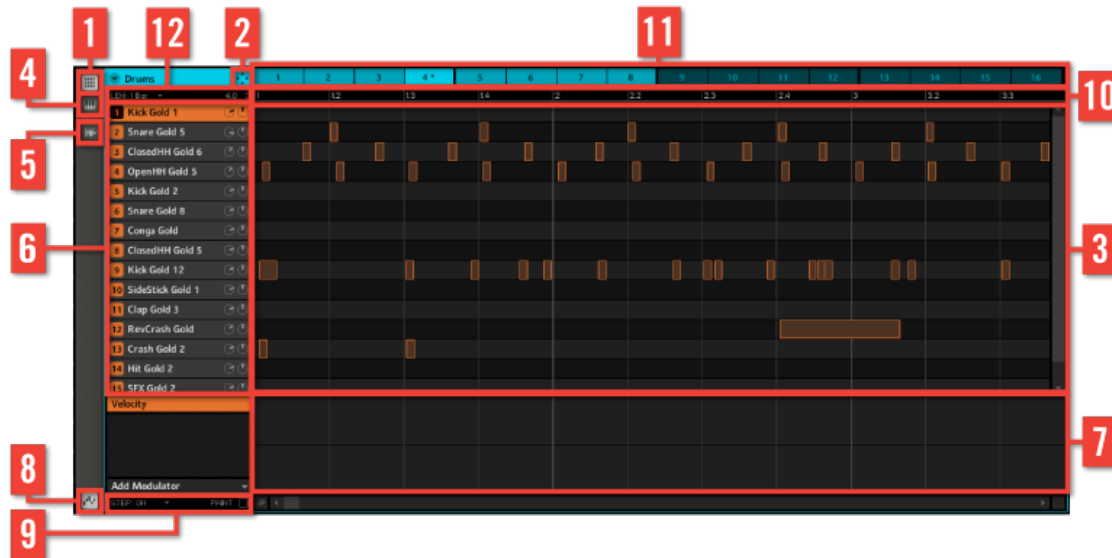 1
12
2
11
4
Drums
1 2 3 4* 5 6 7 8 9 10 11 12 13 14 15 16
LEN: 1 Bar 4.0
1 1.2 1.3 1.4 2 2.2 2.3 2.4 3 3.2 3.3
10
5
1 Kick Gold 1
2 Snare Gold 5
3 ClosedHH Gold 6
4 OpenHH Gold 5
5 Kick Gold 2
6 Snare Gold 8
7 Conga Gold
8 ClosedHH Gold 5
9 Kick Gold 12
10 SideStick Gold 1
11 Clap Gold 3
12 RevCrash Gold
13 Crash Gold 2
14 Hit Gold 2
15 SFX Gold 2
6
3
Velocity
7
Add Modulator
8
STEP: Off PAINT
9